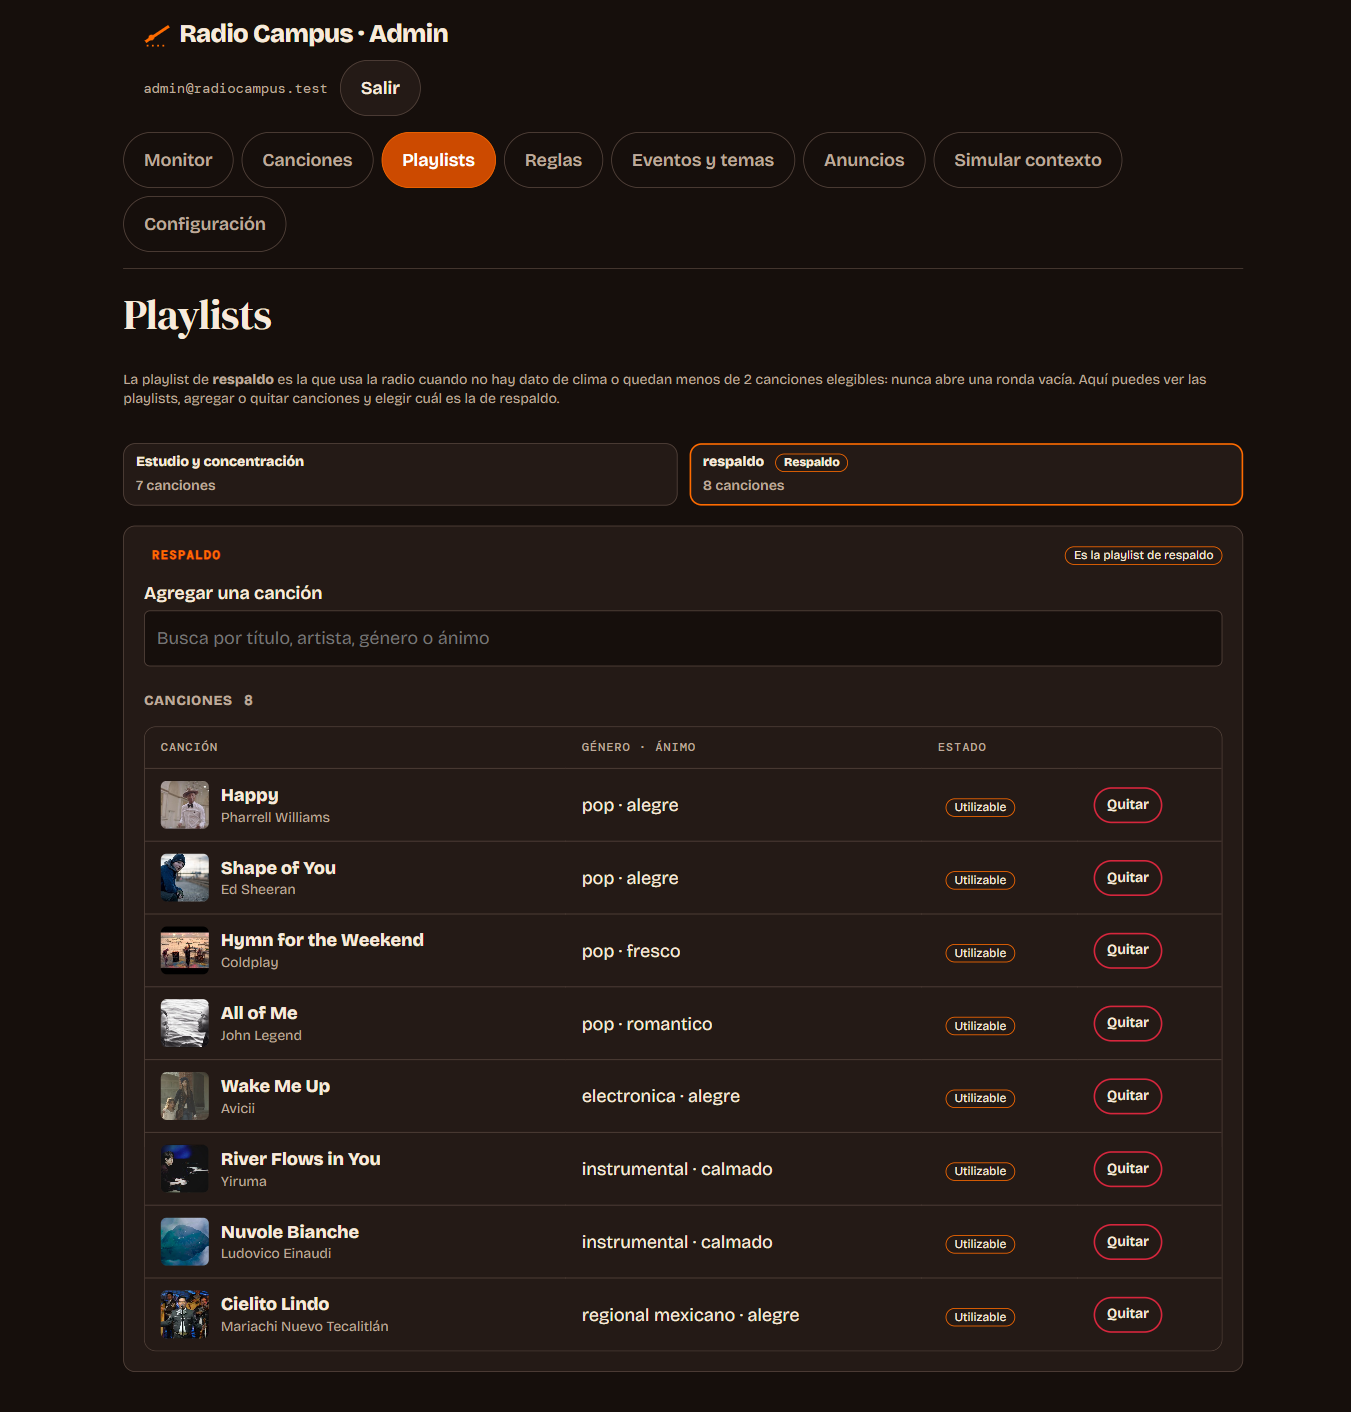 Radio Campus · Admin
admin@radiocampus.test Salir
Monitor Canciones Playlists Reglas Eventos y temas Anuncios Simular contexto
Configuración
Playlists
La playlist de respaldo es la que usa la radio cuando no hay dato de clima o quedan menos de 2 canciones elegibles: nunca abre una ronda vacía. Aquí puedes ver las
playlists, agregar o quitar canciones y elegir cuál es la de respaldo.
Estudio y concentración
7 canciones
respaldo Respaldo
8 canciones
RESPALDO Es la playlist de respaldo
Agregar una canción
Busca por título, artista, género o ánimo
CANCIONES 8
CANCIÓN GÉNERO · ÁNIMO ESTADO
Happy
Pharrell Williams
pop · alegre Utilizable Quitar
Shape of You
Ed Sheeran
pop · alegre Utilizable Quitar
Hymn for the Weekend
Coldplay
pop · fresco Utilizable Quitar
All of Me
John Legend
pop · romantico Utilizable Quitar
Wake Me Up
Avicii
electronica · alegre Utilizable Quitar
River Flows in You
Yiruma
instrumental · calmado Utilizable Quitar
Nuvole Bianche
Ludovico Einaudi
instrumental · calmado Utilizable Quitar
Cielito Lindo
Mariachi Nuevo Tecalitlán
regional mexicano · alegre Utilizable Quitar